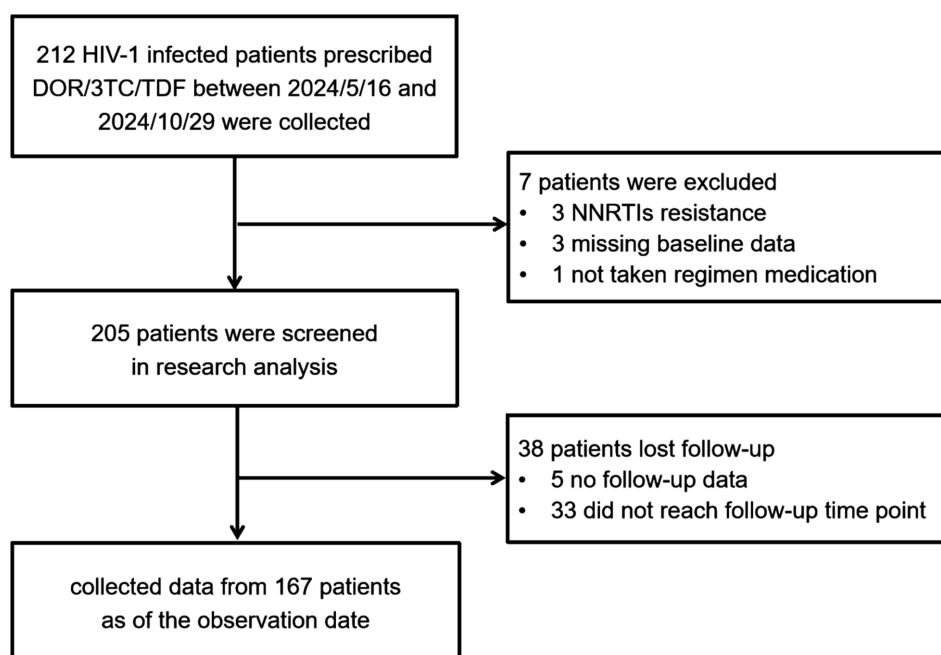 212 HIV-1 infected patients prescribed
DOR/3TC/TDF between 2024/5/16 and
2024/10/29 were collected
7 patients were excluded
• 3 NNRTIs resistance
• 3 missing baseline data
• 1 not taken regimen medication
205 patients were screened
in research analysis
38 patients lost follow-up
• 5 no follow-up data
• 33 did not reach follow-up time point
collected data from 167 patients
as of the observation date